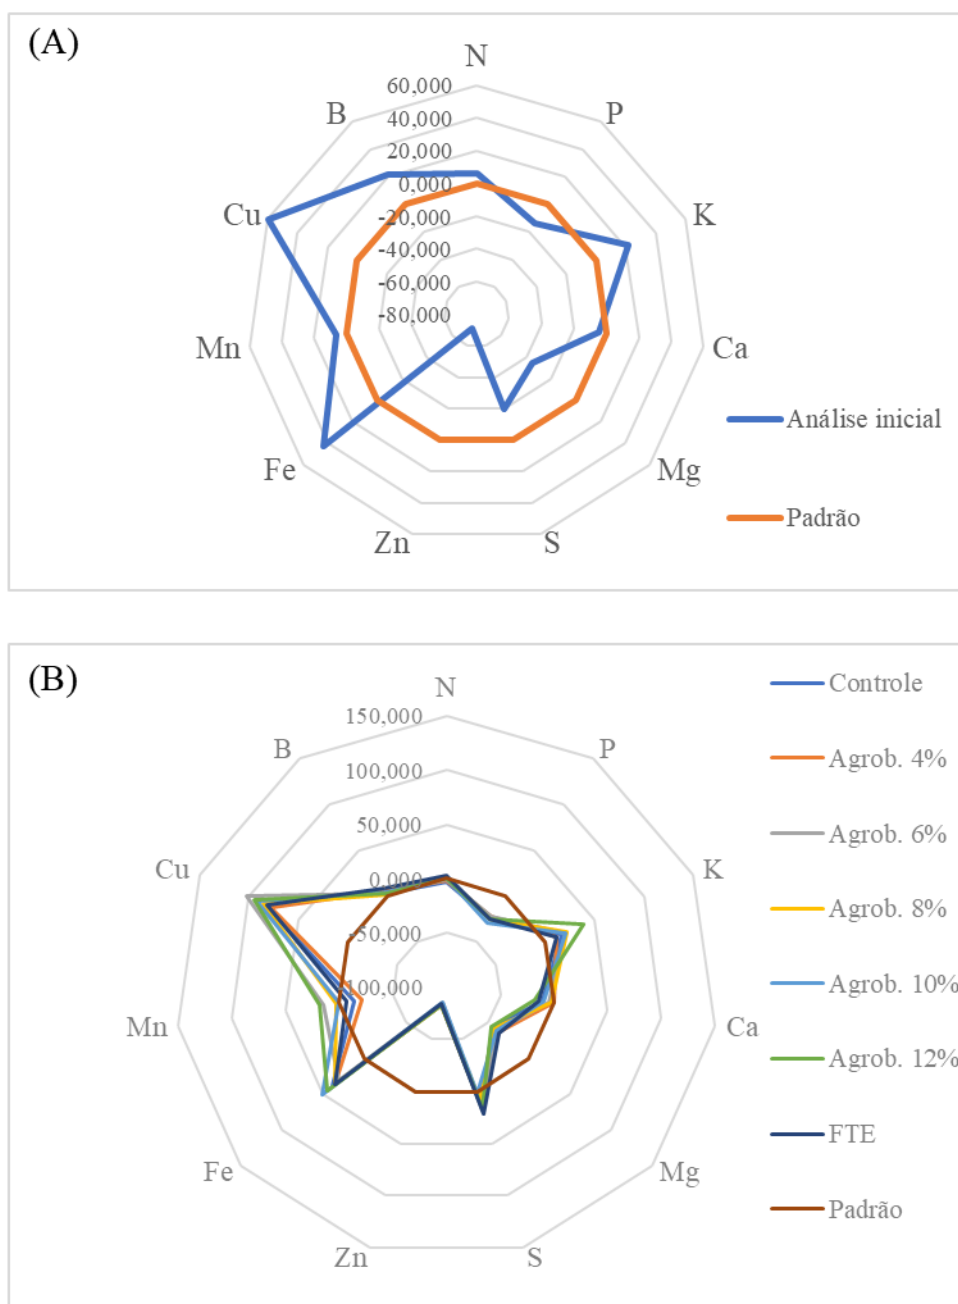 (A)
N
60,000
40,000
20,000
0,000
-20,000
-40,000
-60,000
-80,000
P
K
Ca
Mg
S
Zn
Fe
Mn
Cu
B
Análise inicial
Padrão
(B)
N
150,000
100,000
50,000
0,000
-50,000
-100,000
P
K
Ca
Mg
S
Zn
Fe
Mn
Cu
B
Controle
Agrob. 4%
Agrob. 6%
Agrob. 8%
Agrob. 10%
Agrob. 12%
FTE
Padrão